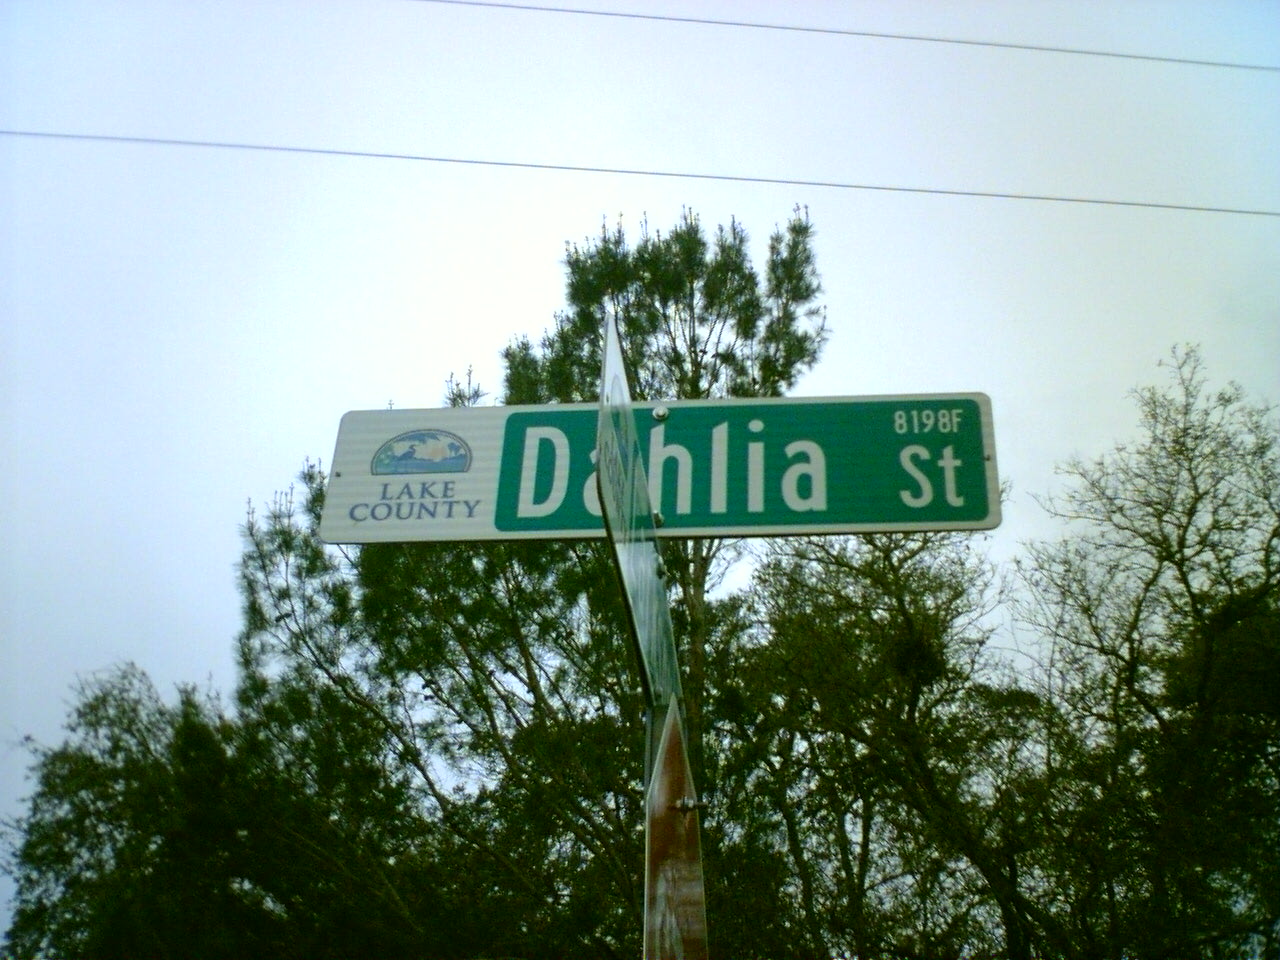 LAKE
COUNTY
Dahlia St
8198F